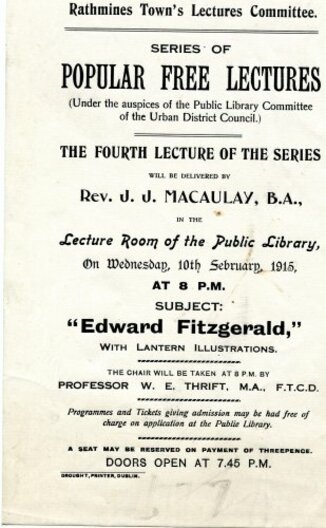 Rathmines Town's Lectures Committee.
SERIES OF
POPULAR FREE LECTURES
(Under the auspices of the Public Library Committee
of the Urban District Council.)
THE FOURTH LECTURE OF THE SERIES
WILL BE DELIVERED BY
Rev. J. J. MACAULAY, B.A.,
IN THE
Lecture Room of the Public Library,
On Wednesday, 10th February, 1915,
AT 8 P.M.
SUBJECT:
"Edward Fitzgerald,"
WITH LANTERN ILLUSTRATIONS.
THE CHAIR WILL BE TAKEN AT 8 P.M. BY
PROFESSOR W. E. THRIFT, M.A., F.T.C.D.
Programmes and Tickets giving admission may be had free of
charge on application at the Public Library.
A SEAT MAY BE RESERVED ON PAYMENT OF THREEPENCE.
DOORS OPEN AT 7.45 P.M.
DROUGHT, PRINTER, DUBLIN.